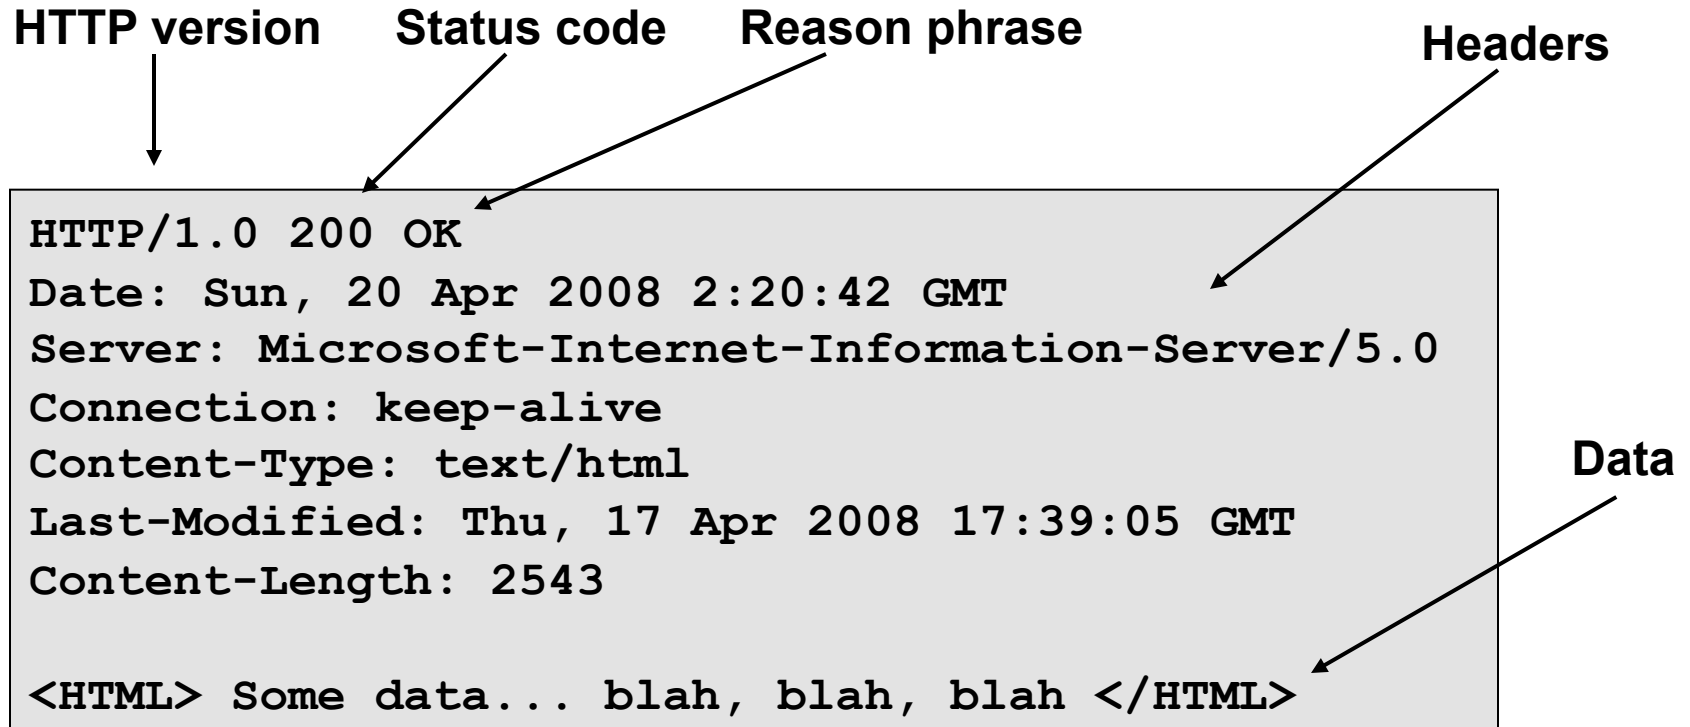 HTTP version Status code Reason phrase Headers
HTTP/1.0 200 OK
Date: Sun, 20 Apr 2008 2:20:42 GMT
Server: Microsoft-Internet-Information-Server/5.0
Connection: keep-alive
Content-Type: text/html
Data
Last-Modified: Thu, 17 Apr 2008 17:39:05 GMT
Content-Length: 2543
<HTML> Some data... blah, blah, blah </HTML>